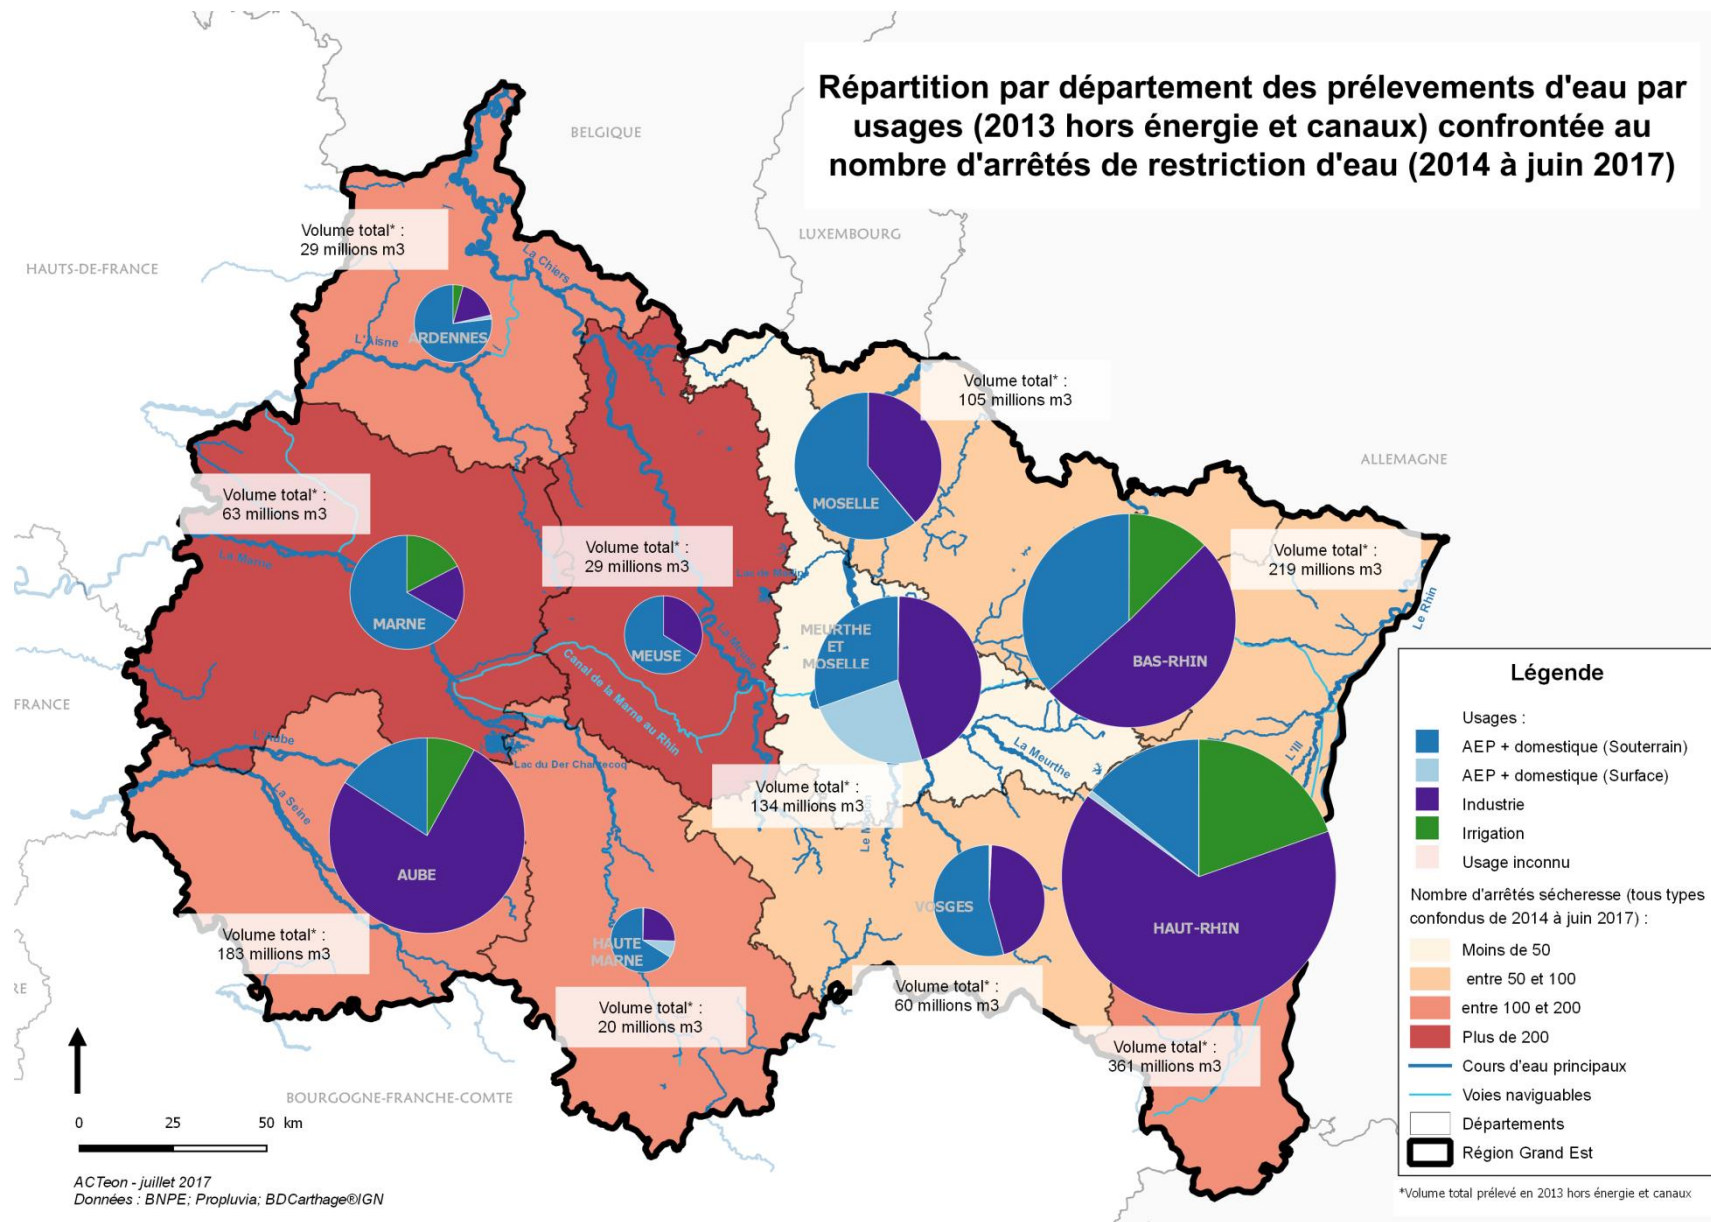 Répartition par département des prélevements d'eau par
usages (2013 hors énergie et canaux) confrontée au
nombre d'arrêtés de restriction d'eau (2014 à juin 2017)
BELGIQUE
LUXEMBOURG
HAUTS-DE-FRANCE
ALLEMAGNE
FRANCE
RE
BOURGOGNE-FRANCHE-COMTE
Volume total* :
29 millions m3
La Chiers
ARDENNES
L'Aisne
Volume total* :
105 millions m3
MOSELLE
Volume total* :
63 millions m3
La Marne
MARNE
Volume total* :
29 millions m3
MEUSE
La Meuse
Canal de la Marne au Rhin
Lac de Madine
MEURTHE
ET
MOSELLE
Volume total* :
134 millions m3
La Meurthe
Volume total* :
219 millions m3
BAS-RHIN
Le Rhin
L'Ill
L'Aube
La Seine
Lac du Der Chantecoq
AUBE
Volume total* :
183 millions m3
HAUTE
MARNE
Volume total* :
20 millions m3
VOSGES
Volume total* :
60 millions m3
HAUT-RHIN
Volume total* :
361 millions m3
Légende
Usages :
AEP + domestique (Souterrain)
AEP + domestique (Surface)
Industrie
Irrigation
Usage inconnu
Nombre d'arrêtés sécheresse (tous types
confondus de 2014 à juin 2017) :
Moins de 50
entre 50 et 100
entre 100 et 200
Plus de 200
Cours d'eau principaux
Voies naviguables
Départements
Région Grand Est
*Volume total prélevé en 2013 hors énergie et canaux
0 25 50 km
ACTeon - juillet 2017
Données : BNPE; Propluvia; BDCarthage®IGN